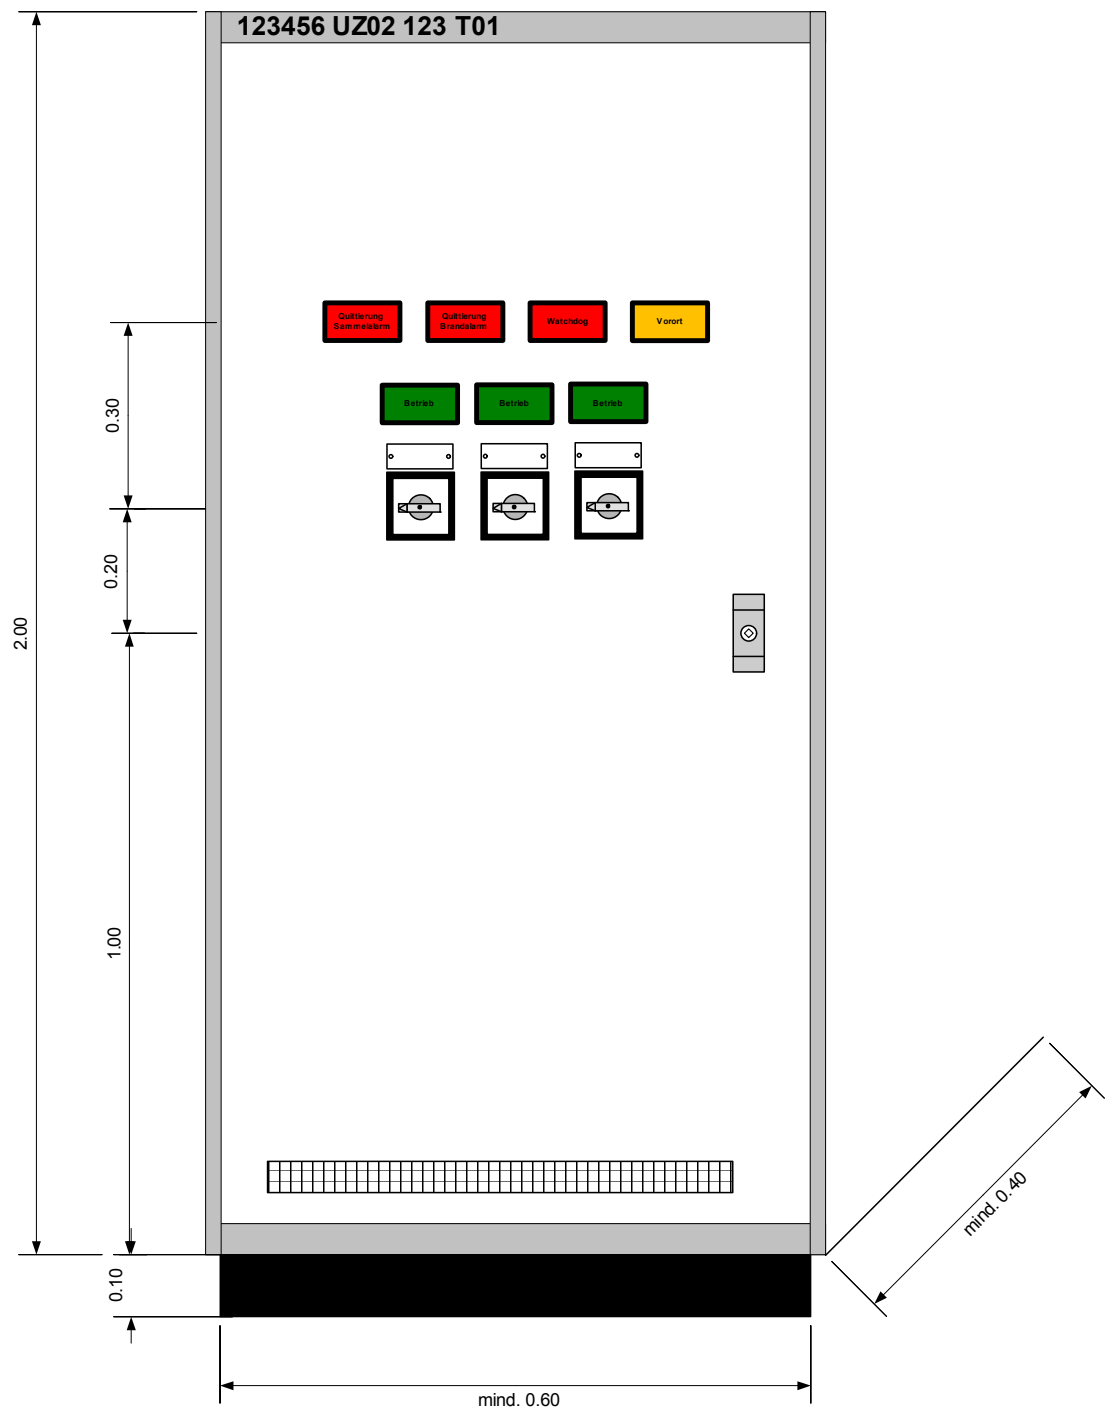 123456 UZ02 123 T01
Quittierung
Sammelalarm
Quittierung
Brandalarm
Watchdog
Vorort
Betrieb
Betrieb
Betrieb
0.30
0.20
2.00
1.00
0.10
mind. 0.40
mind. 0.60